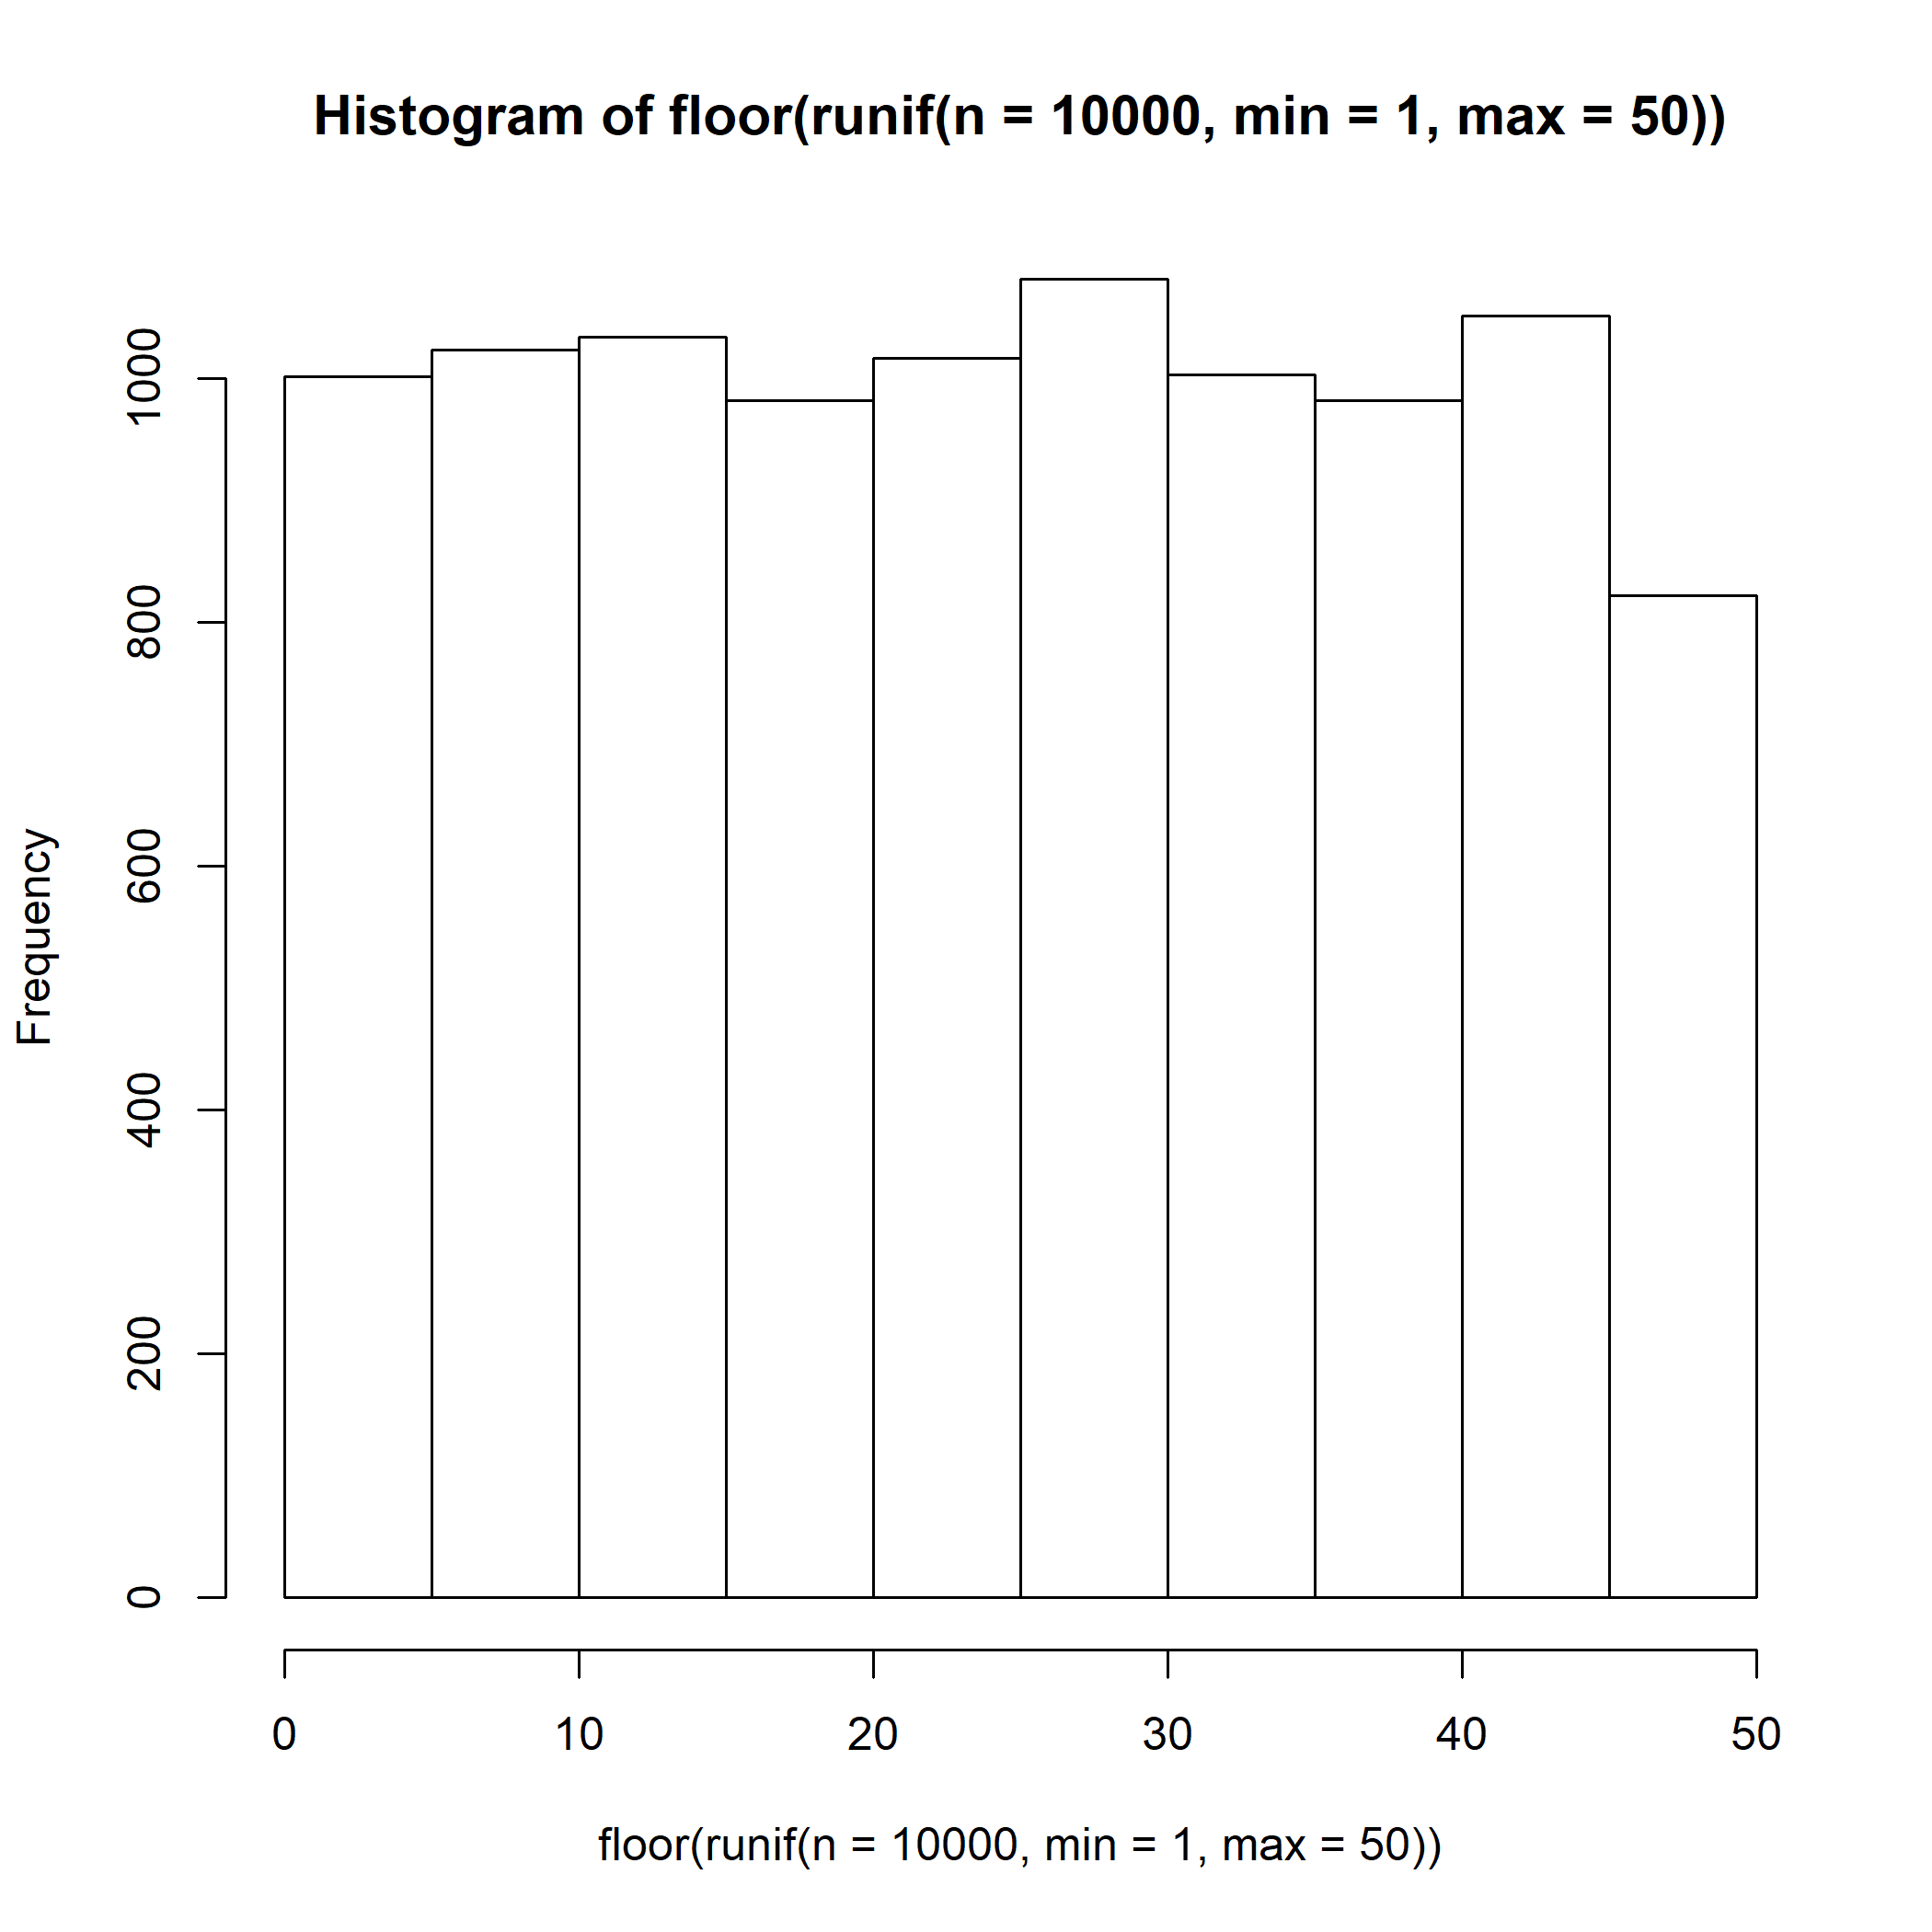 Histogram of floor(runif(n = 10000, min = 1, max = 50))
Frequency
1000
800
600
400
200
0
0 10 20 30 40 50
floor(runif(n = 10000, min = 1, max = 50))